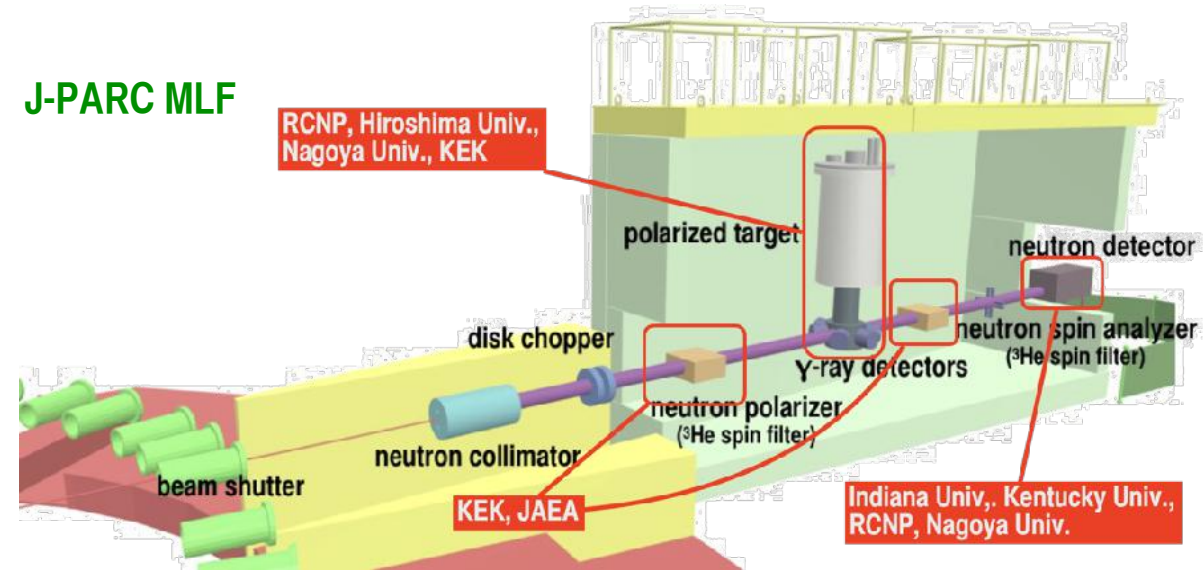 J-PARC MLF
RCNP, Hiroshima Univ.,
Nagoya Univ., KEK
polarized target
neutron detector
disk chopper
neutron spin analyzer
(³He spin filter)
γ-ray detectors
neutron polarizer
(³He spin filter)
neutron collimator
beam shutter
KEK, JAEA
Indiana Univ,. Kentucky Univ.,
RCNP, Nagoya Univ.